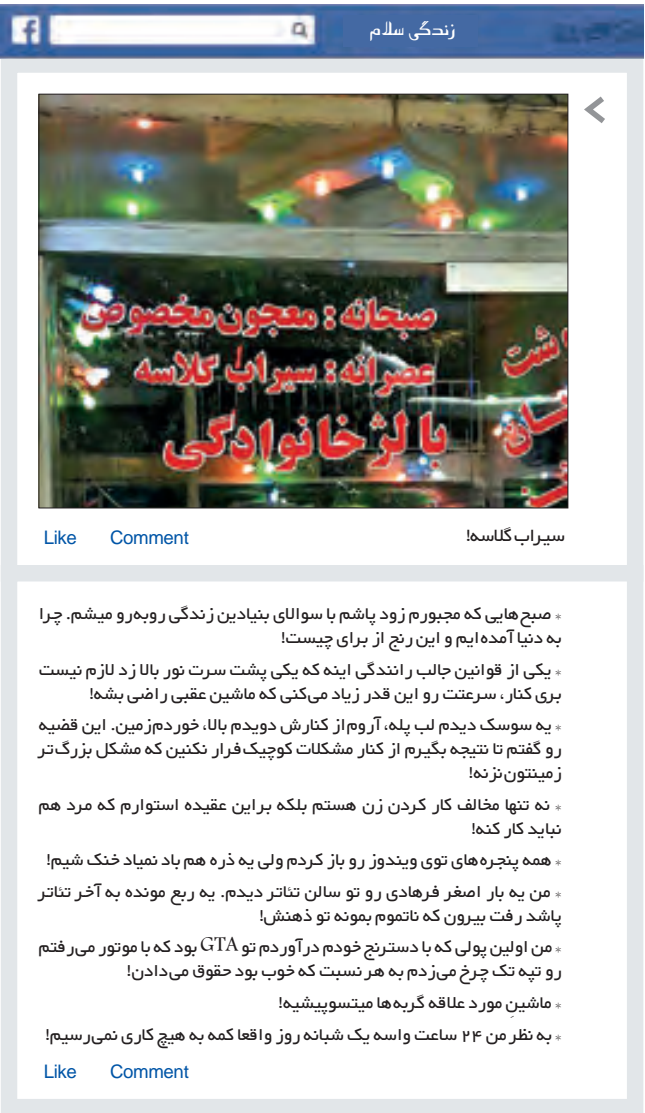 زندگی سلام
صبحانه : معجون مخصوص
عصرانه : سیراب گلاسه
با لژ خانوادگی
سیراب گلاسه!
Like Comment
* صبح‌هایی که مجبورم زود پاشم با سوالای بنیادین زندگی روبه‌رو میشم. چرا
به دنیا آمده‌ایم و این رنج از برای چیست!
* یکی از قوانین جالب رانندگی اینه که یکی پشت سرت نور بالا زد لازم نیست
بری کنار، سرعتت رو این قدر زیاد می‌کنی که ماشین عقبی راضی بشه!
* یه سوسک دیدم لب پله، آروم از کنارش دویدم بالا، خوردم زمین. این قضیه
رو گفتم تا نتیجه بگیرم از کنار مشکلات کوچیک فرار نکنین که مشکل بزرگ‌تر
زمینتون نزنه!
* نه تنها مخالف کار کردن زن هستم بلکه براین عقیده استوارم که مرد هم
نباید کار کنه!
* همه پنجره‌های توی ویندوز رو باز کردم ولی یه ذره هم باد نمیاد خنک شیم!
* من یه بار اصغر فرهادی رو تو سالن تئاتر دیدم. یه ربع مونده به آخر تئاتر
پاشد رفت بیرون که ناتموم بمونه تو ذهنش!
* من اولین پولی که با دسترنج خودم درآوردم تو GTA بود که با موتور می‌رفتم
رو تپه تک چرخ می‌زدم به هر نسبت که خوب بود حقوق می‌دادن!
* ماشینِ مورد علاقه گربه‌ها میتسوپیشیه!
* به نظر من ۲۴ ساعت واسه یک شبانه روز واقعا کمه به هیچ کاری نمی‌رسیم!
Like Comment